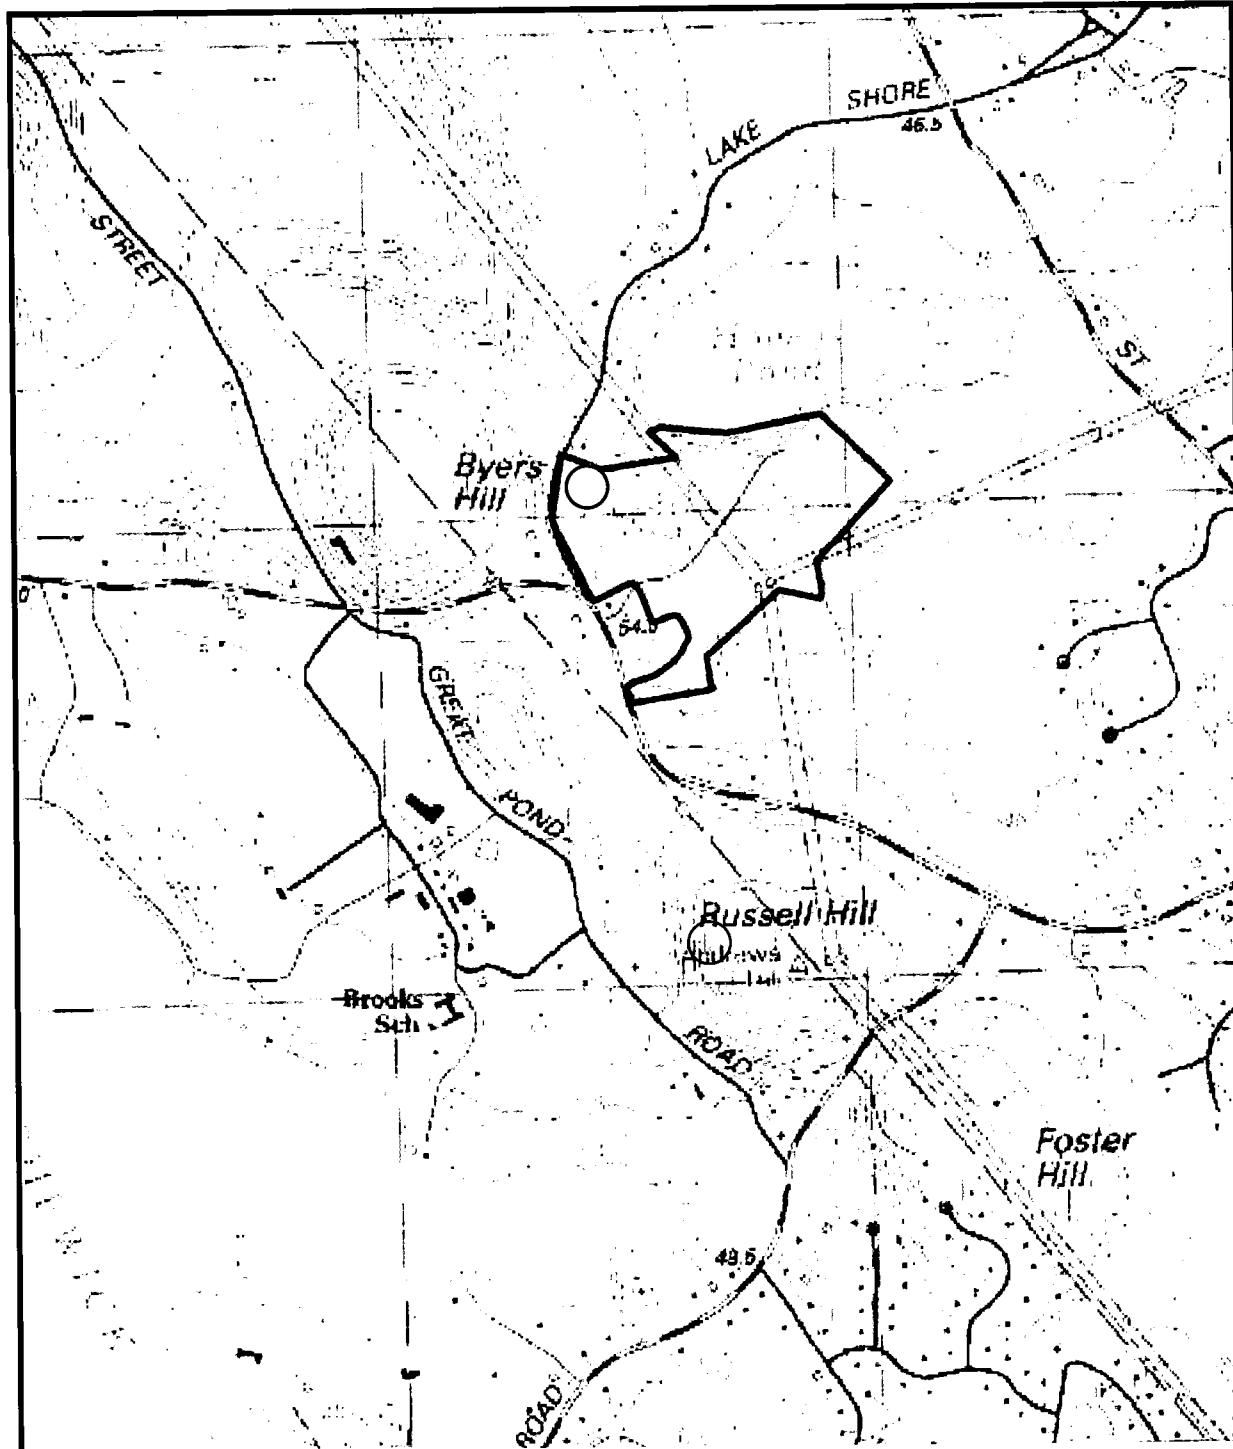 SHORE
LAKE
46.5
STREET
ST
Byers
Hill
54.
GREAT
POND
Russell Hill
Andrews
Brooks
Sch
ROAD
Foster
Hill
49.5
ROAD